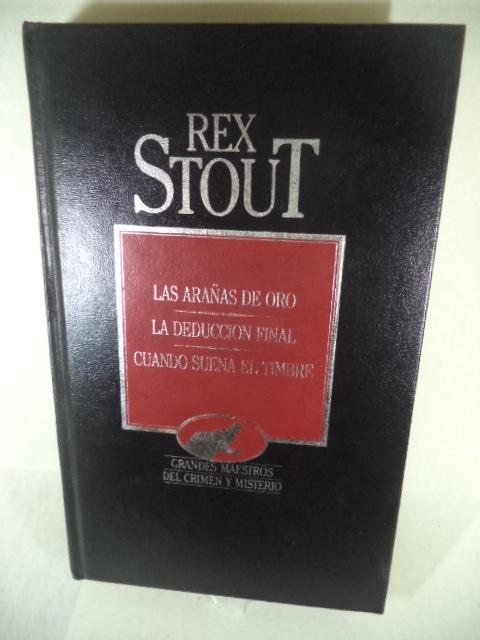 REX
STOUT
LAS ARAÑAS DE ORO
LA DEDUCCION FINAL
CUANDO SUENA EL TIMBRE
GRANDES MAESTROS
DEL CRIMEN Y MISTERIO